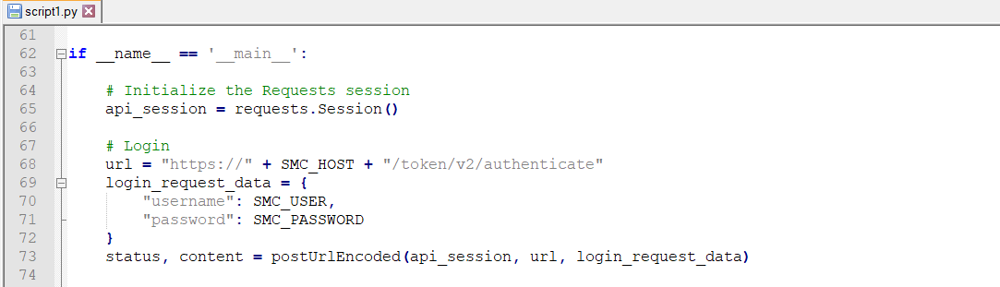 script1.py
61
62 if __name__ == '__main__':
63
64 # Initialize the Requests session
65 api_session = requests.Session()
66
67 # Login
68 url = "https://" + SMC_HOST + "/token/v2/authenticate"
69 login_request_data = {
70 "username": SMC_USER,
71 "password": SMC_PASSWORD
72 }
73 status, content = postUrlEncoded(api_session, url, login_request_data)
74